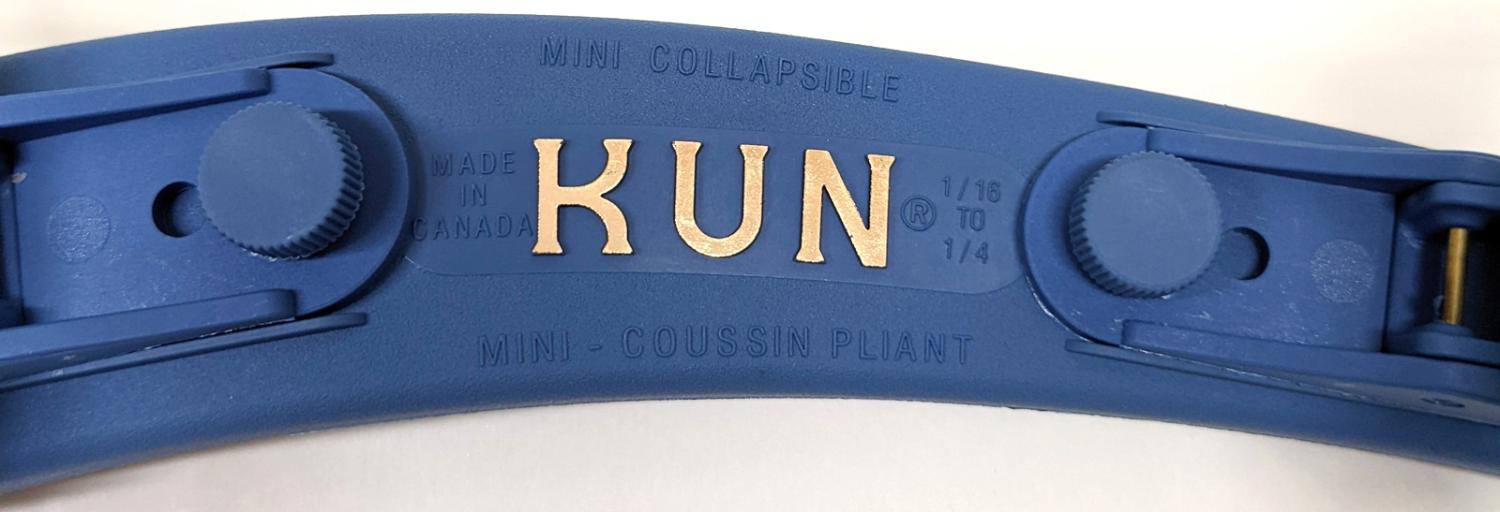 MINI COLLAPSIBLE
MADE
IN
CANADA
KUN®
1/16
TO
1/4
MINI - COUSSIN PLIANT